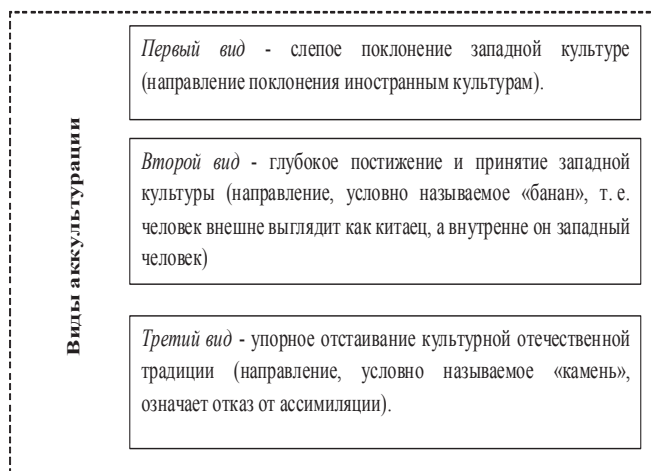 Виды аккультурации
Первый вид - слепое поклонение западной культуре
(направление поклонения иностранным культурам).
Второй вид - глубокое постижение и принятие западной
культуры (направление, условно называемое «банан», т. е.
человек внешне выглядит как китаец, а внутренне он западный
человек)
Третий вид - упорное отстаивание культурной отечественной
традиции (направление, условно называемое «камень»,
означает отказ от ассимиляции).